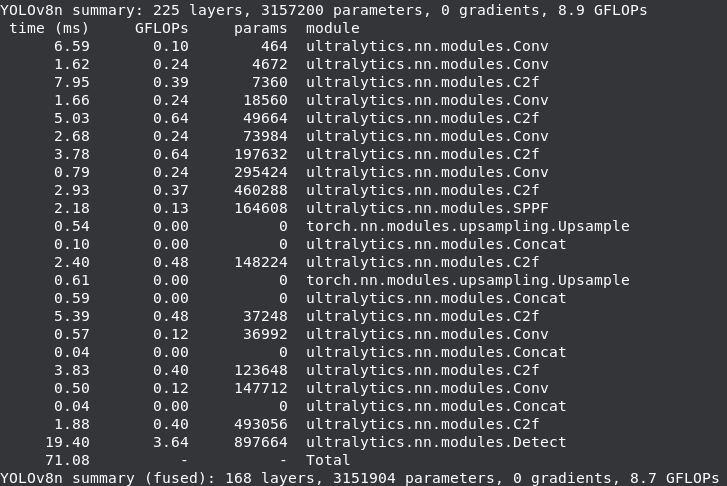 YOLOv8n summary: 225 layers, 3157200 parameters, 0 gradients, 8.9 GFLOPs
time (ms) GFLOPs params module
6.59 0.10 464 ultralytics.nn.modules.Conv
1.62 0.24 4672 ultralytics.nn.modules.Conv
7.95 0.39 7360 ultralytics.nn.modules.C2f
1.66 0.24 18560 ultralytics.nn.modules.Conv
5.03 0.64 49664 ultralytics.nn.modules.C2f
2.68 0.24 73984 ultralytics.nn.modules.Conv
3.78 0.64 197632 ultralytics.nn.modules.C2f
0.79 0.24 295424 ultralytics.nn.modules.Conv
2.93 0.37 460288 ultralytics.nn.modules.C2f
2.18 0.13 164608 ultralytics.nn.modules.SPPF
0.54 0.00 0 torch.nn.modules.upsampling.Upsample
0.10 0.00 0 ultralytics.nn.modules.Concat
2.40 0.48 148224 ultralytics.nn.modules.C2f
0.61 0.00 0 torch.nn.modules.upsampling.Upsample
0.59 0.00 0 ultralytics.nn.modules.Concat
5.39 0.48 37248 ultralytics.nn.modules.C2f
0.57 0.12 36992 ultralytics.nn.modules.Conv
0.04 0.00 0 ultralytics.nn.modules.Concat
3.83 0.40 123648 ultralytics.nn.modules.C2f
0.50 0.12 147712 ultralytics.nn.modules.Conv
0.04 0.00 0 ultralytics.nn.modules.Concat
1.88 0.40 493056 ultralytics.nn.modules.C2f
19.40 3.64 897664 ultralytics.nn.modules.Detect
71.08 - - Total
YOLOv8n summary (fused): 168 layers, 3151904 parameters, 0 gradients, 8.7 GFLOPs